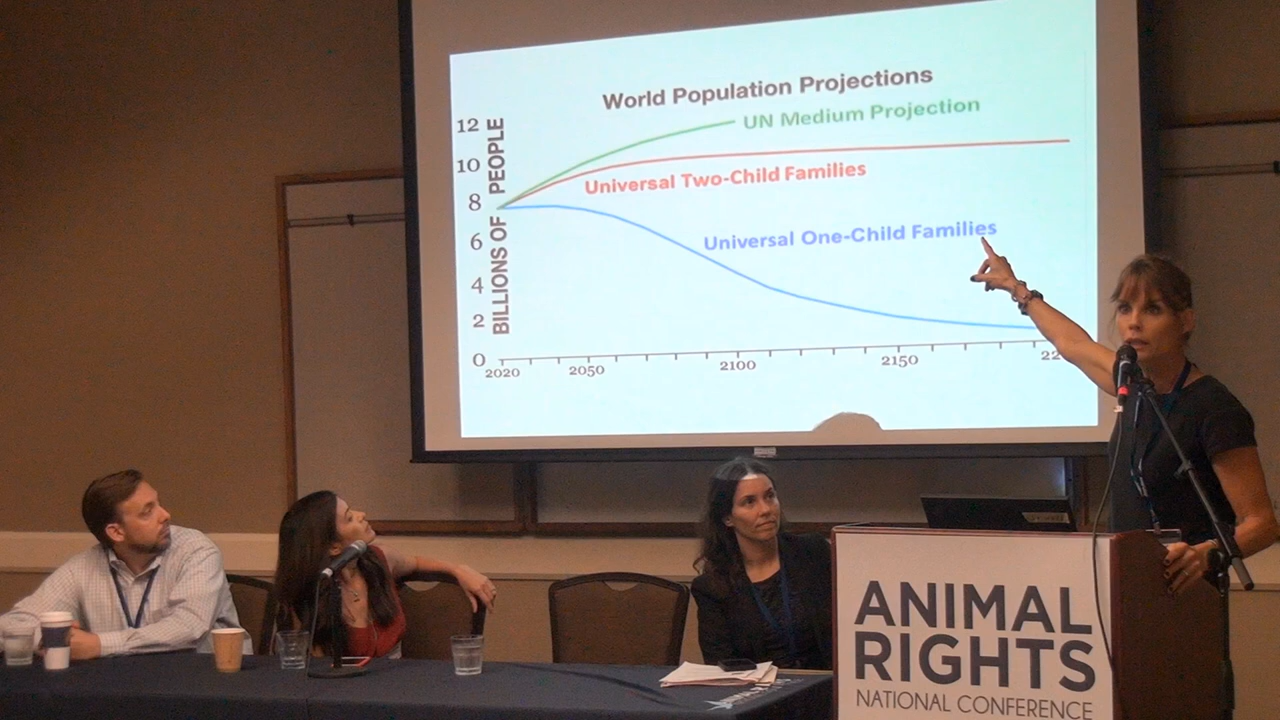 World Population Projections
UN Medium Projection
Universal Two-Child Families
Universal One-Child Families
BILLIONS OF PEOPLE
12
10
8
6
4
2
0
2020
2050
2100
2150
ANIMAL
RIGHTS
NATIONAL CONFERENCE